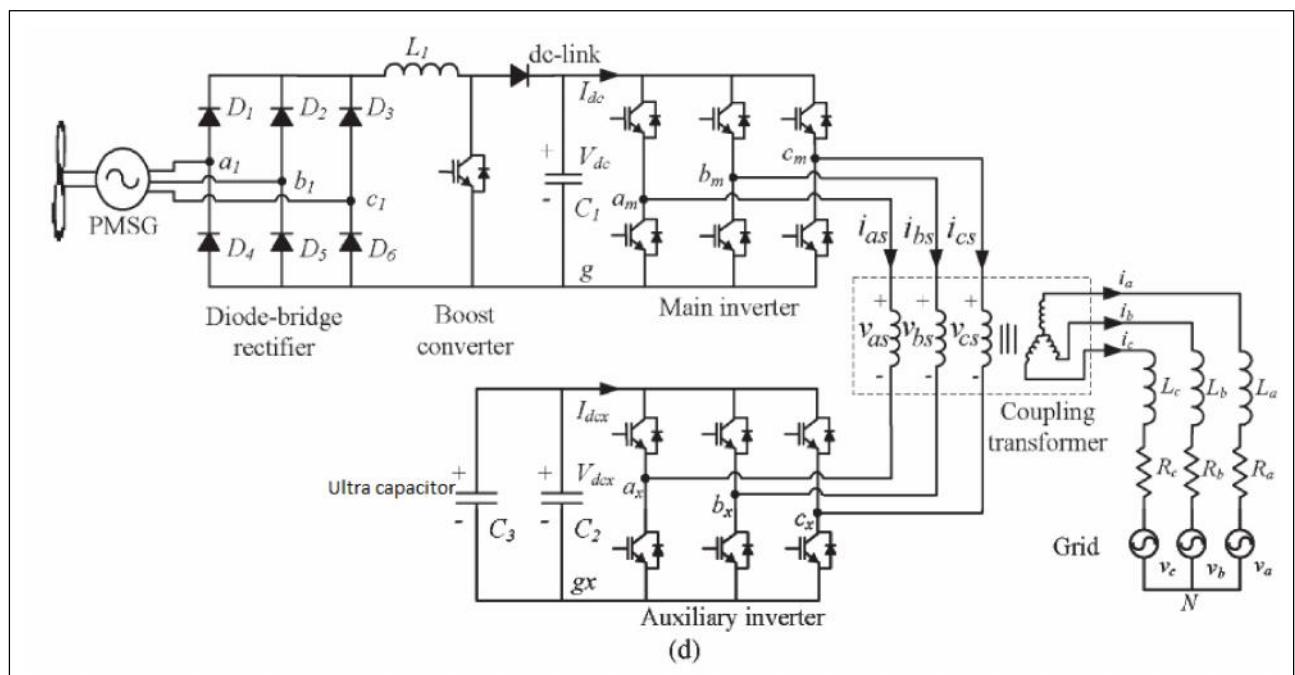 L1
dc-link
D1 D2 D3
Idc
+
Vdc
C1
-
cm
bm
am
a1
b1
c1
PMSG
D4 D5 D6
g
ias ibs ics
Diode-bridge
rectifier
Boost
converter
Main inverter
+ + +
vas vbs vcs
- - -
ia
ib
ic
Lc Lb La
Coupling
transformer
Idcx
+ +
Vdcx
Ultra capacitor
ax
bx
cx
- -
C3 C2
gx
Rc Rb Ra
Grid
vc vb va
N
Auxiliary inverter
(d)